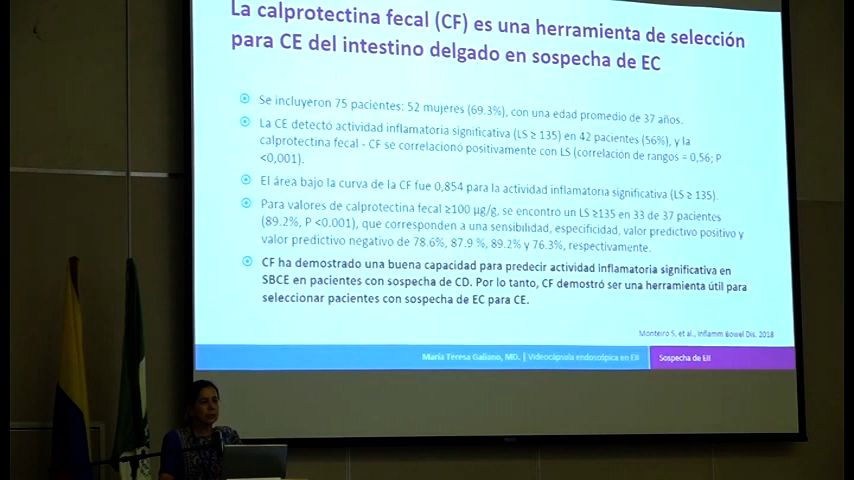 La calprotectina fecal (CF) es una herramienta de selección
para CE del intestino delgado en sospecha de EC
Se incluyeron 75 pacientes: 52 mujeres (69.3%), con una edad promedio de 37 años.
La CE detectó actividad inflamatoria significativa (LS ≥ 135) en 42 pacientes (56%), y la
calprotectina fecal - CF se correlacionó positivamente con LS (correlación de rangos = 0,56; P
<0,001).
El área bajo la curva de la CF fue 0,854 para la actividad inflamatoria significativa (LS ≥ 135).
Para valores de calprotectina fecal ≥100 µg/g, se encontró un LS ≥135 en 33 de 37 pacientes
(89.2%, P <0.001), que corresponden a una sensibilidad, especificidad, valor predictivo positivo y
valor predictivo negativo de 78.6%, 87.9 %, 89.2% y 76.3%, respectivamente.
CF ha demostrado una buena capacidad para predecir actividad inflamatoria significativa en
SBCE en pacientes con sospecha de CD. Por lo tanto, CF demostró ser una herramienta útil para
seleccionar pacientes con sospecha de EC para CE.
Monteiro S, et al., Inflamm Bowel Dis. 2018
María Teresa Galiano, MD. | Videocápsula endoscópica en EII
Sospecha de EII